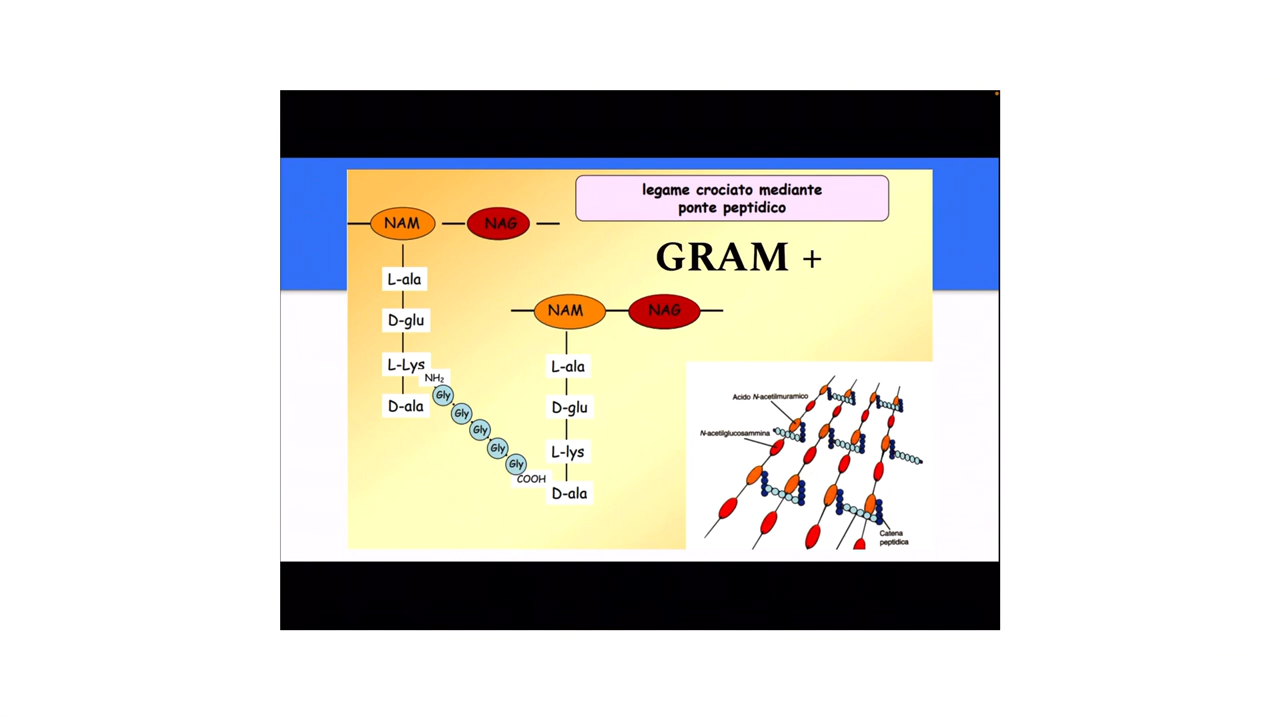 legame crociato mediante
ponte peptidico
GRAM +
NAM
NAG
L-ala
D-glu
L-Lys
NH₂
D-ala
Gly
Gly
Gly
Gly
Gly
COOH
NAM
NAG
L-ala
D-glu
L-lys
D-ala
Acido N-acetilmuramico
N-acetilglucosammina
Catena
peptidica